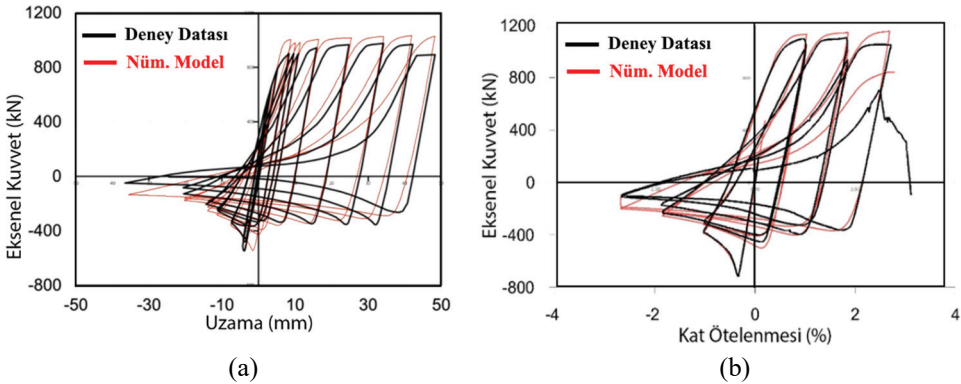 1200
800
400
0
-400
-800
Eksenel Kuvvet (kN)
Deney Datası
Nüm. Model
-50
-30
-10
10
30
50
Uzama (mm)
(a)
1200
800
400
0
-400
-800
Eksenel Kuvvet (kN)
Deney Datası
Nüm. Model
-4
-2
0
2
4
Kat Ötelenmesi (%)
(b)